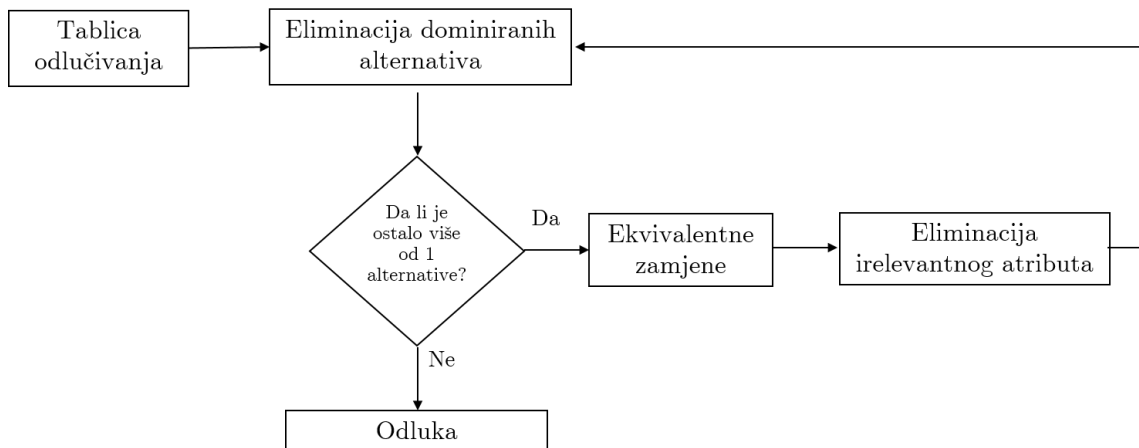 Tablica
odlučivanja
Eliminacija dominiranih
alternativa
Da li je
ostalo više
od 1
alternative?
Da
Ekvivalentne
zamjene
Eliminacija
irelevantnog atributa
Ne
Odluka